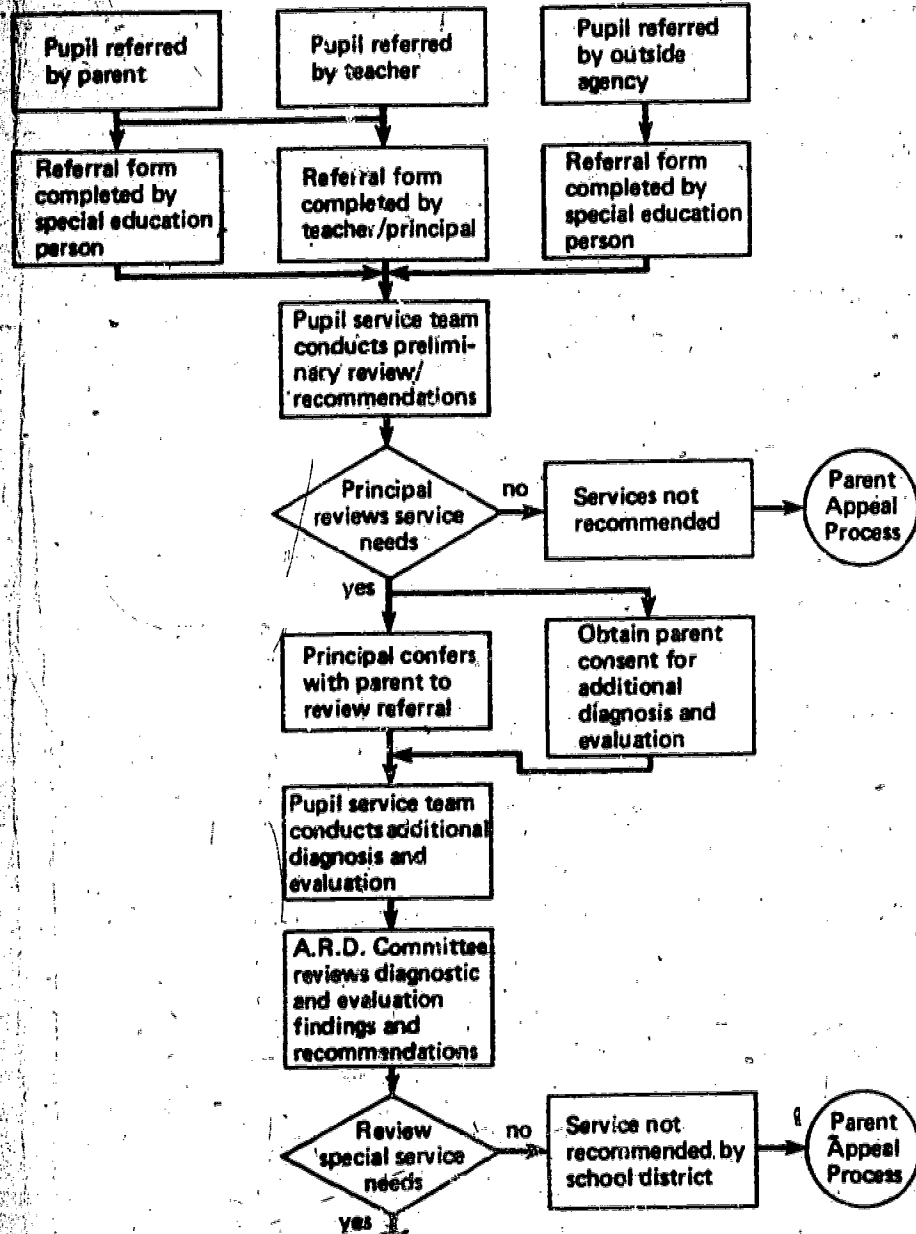 Pupil referred
by parent
Pupil referred
by teacher
Pupil referred
by outside
agency
Referral form
completed by
special education
person
Referral form
completed by
teacher/principal
Referral form
completed by
special education
person
Pupil service team
conducts prelimi-
nary review/
recommendations
Principal
reviews service
needs
no
Services not
recommended
Parent
Appeal
Process
yes
Principal confers
with parent to
review referral
Obtain parent
consent for
additional
diagnosis and
evaluation
Pupil service team
conducts additional
diagnosis and
evaluation
A.R.D. Committee
reviews diagnostic
and evaluation
findings and
recommendations
Review
special service
needs
no
Service not
recommended by
school district
Parent
Appeal
Process
yes